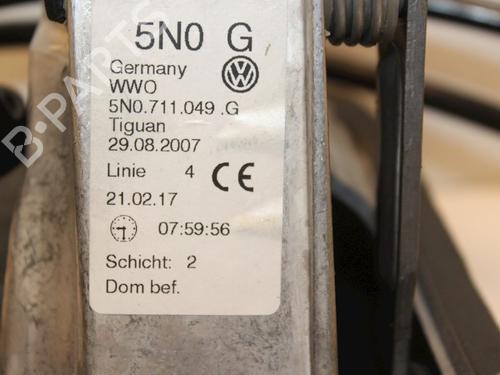 5N0 G
Germany
WWO
5N0.711.049 .G
Tiguan
29.08.2007
Linie 4 CE
21.02.17
07:59:56
Schicht: 2
Dom bef.
B-PARTS